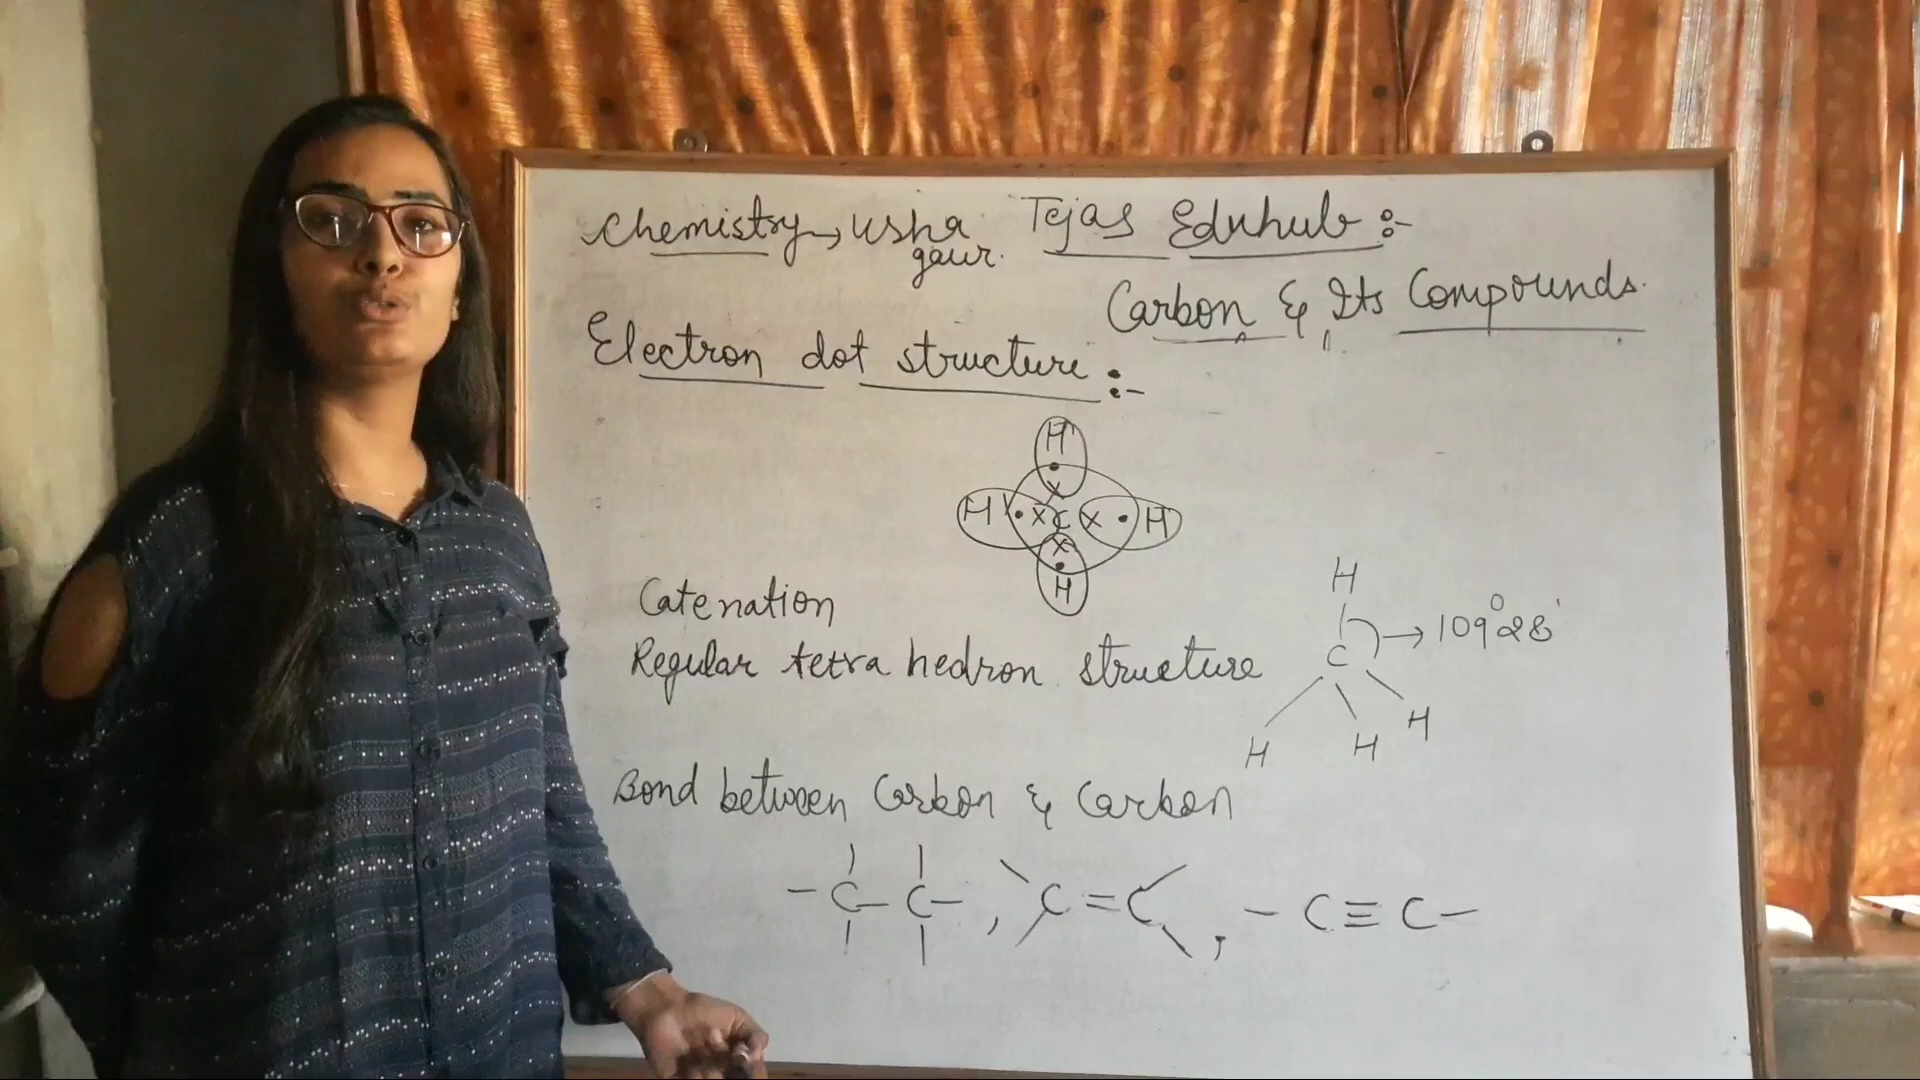 Chemistry → Usha gaur. Tejas Eduhub :-
Carbon & Its Compounds.
Electron dot structure :-
H
H • x C x • H
x
H
Catenation
Regular tetra hedron structure
H
C → 109°28'
H H H
Bond between Carbon & Carbon
- C - C - , C = C , - C ≡ C -